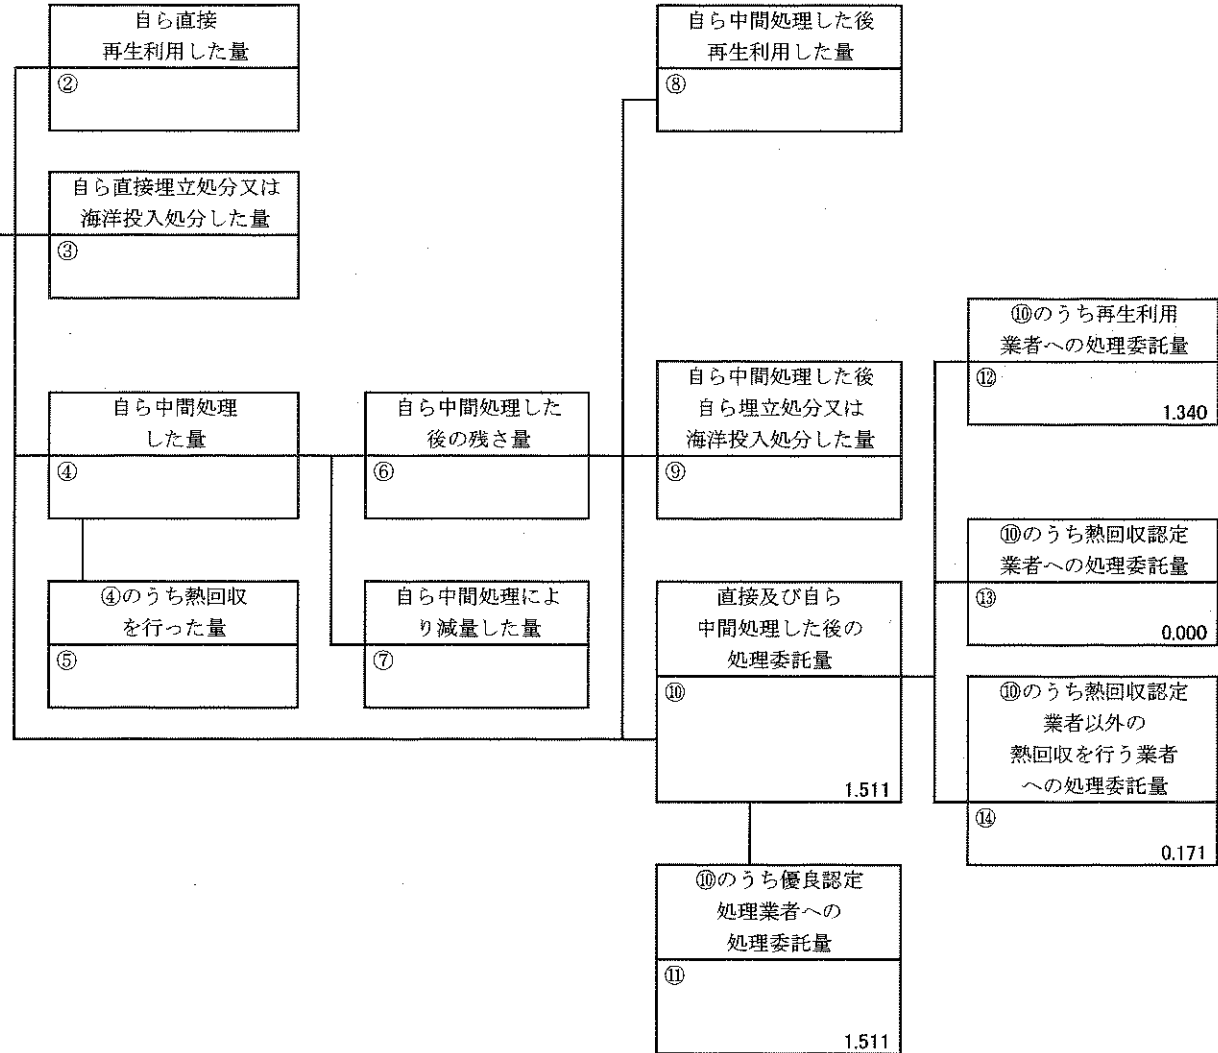 自ら直接
再生利用した量
②
自ら中間処理した後
再生利用した量
⑧
自ら直接埋立処分又は
海洋投入処分した量
③
⑩のうち再生利用
業者への処理委託量
⑫
1.340
自ら中間処理
した量
④
自ら中間処理した
後の残さ量
⑥
自ら中間処理した後
自ら埋立処分又は
海洋投入処分した量
⑨
⑩のうち熱回収認定
業者への処理委託量
⑬
0.000
④のうち熱回収
を行った量
⑤
自ら中間処理によ
り減量した量
⑦
直接及び自ら
中間処理した後の
処理委託量
⑩
1.511
⑩のうち熱回収認定
業者以外の
熱回収を行う業者
への処理委託量
⑭
0.171
⑩のうち優良認定
処理業者への
処理委託量
⑪
1.511